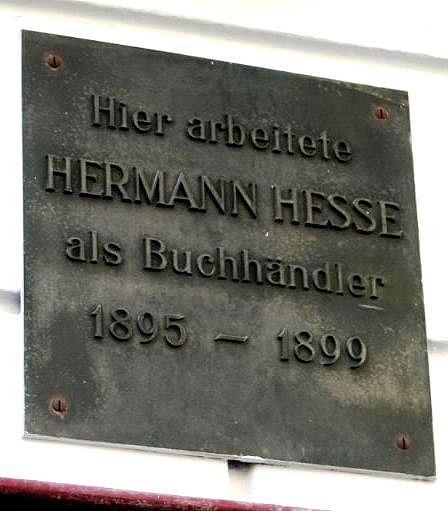 Hier arbeitete
HERMANN HESSE
als Buchhändler
1895 – 1899